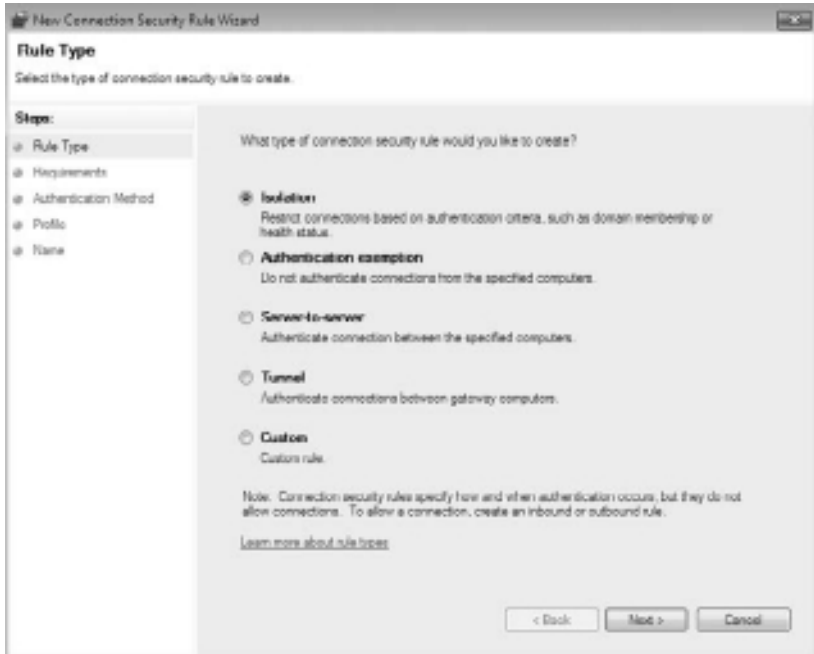 New Connection Security Rule Wizard
Rule Type
Select the type of connection security rule to create.
Steps:
Rule Type
Requirements
Authentication Method
Profile
Name
What type of connection security rule would you like to create?
Isolation
Restrict connections based on authentication criteria, such as domain membership or
health status.
Authentication exemption
Do not authenticate connections from the specified computers.
Server-to-server
Authenticate connection between the specified computers.
Tunnel
Authenticate connections between gateway computers.
Custom
Custom rule.
Note: Connection security rules specify how and when authentication occurs, but they do not
allow connections. To allow a connection, create an inbound or outbound rule.
Learn more about rule types
< Back
Next >
Cancel